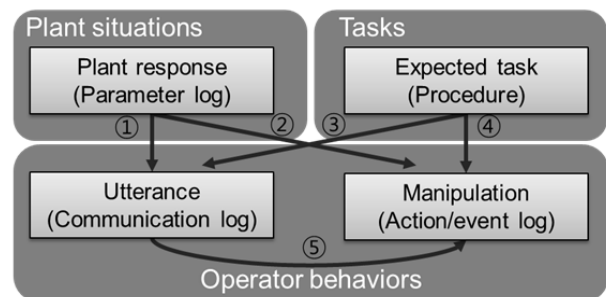 Plant situations
Tasks
Plant response
(Parameter log)
Expected task
(Procedure)
①
②
③
④
Utterance
(Communication log)
Manipulation
(Action/event log)
⑤
Operator behaviors